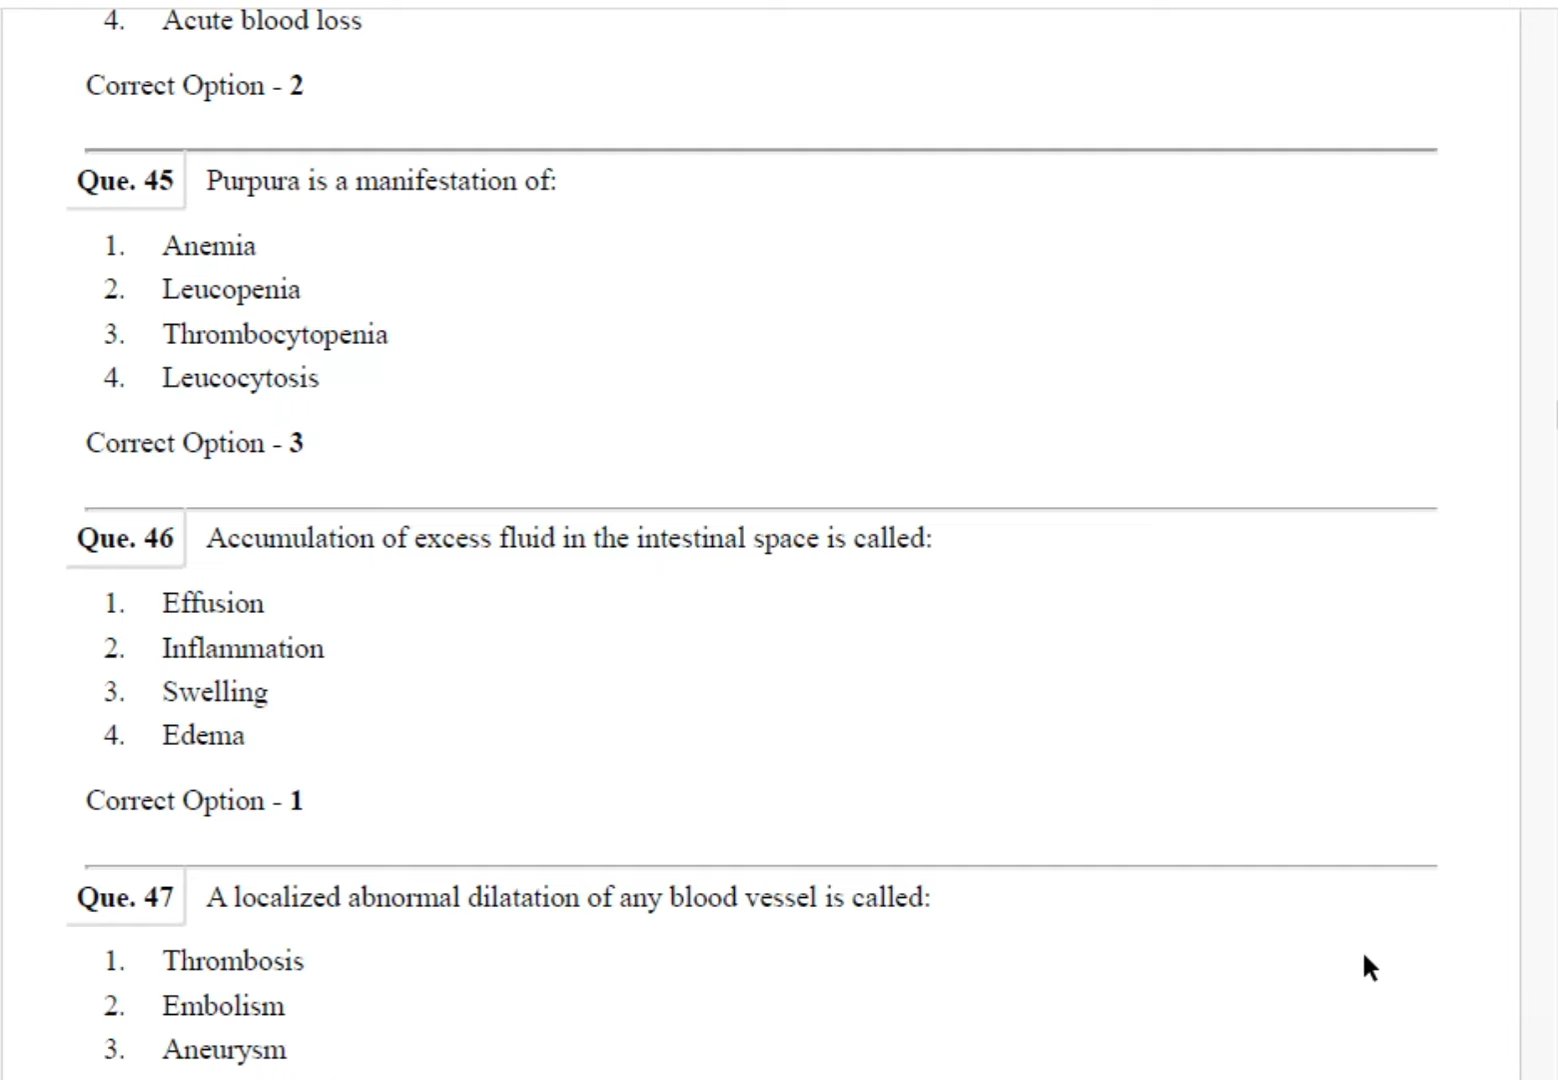 4. Acute blood loss
Correct Option - 2
Que. 45 Purpura is a manifestation of:
1. Anemia
2. Leucopenia
3. Thrombocytopenia
4. Leucocytosis
Correct Option - 3
Que. 46 Accumulation of excess fluid in the intestinal space is called:
1. Effusion
2. Inflammation
3. Swelling
4. Edema
Correct Option - 1
Que. 47 A localized abnormal dilatation of any blood vessel is called:
1. Thrombosis
2. Embolism
3. Aneurysm